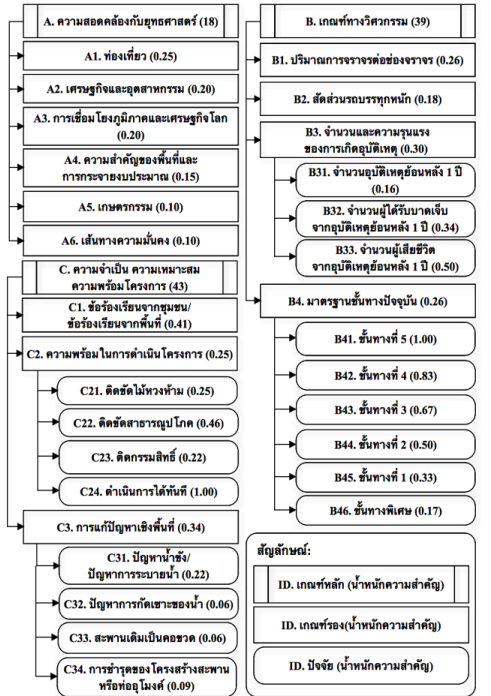 A. ความสอดคล้องกับยุทธศาสตร์ (18)
A1. ท่องเที่ยว (0.25)
A2. เศรษฐกิจและอุตสาหกรรม (0.20)
A3. การเชื่อมโยงภูมิภาคและเศรษฐกิจโลก
(0.20)
A4. ความสำคัญของพื้นที่และ
การกระจายงบประมาณ (0.15)
A5. เกษตรกรรม (0.10)
A6. เส้นทางความมั่นคง (0.10)
C. ความจำเป็น ความเหมาะสม
ความพร้อมโครงการ (43)
C1. ข้อร้องเรียนจากชุมชน/
ข้อร้องเรียนจากพื้นที่ (0.41)
C2. ความพร้อมในการดำเนินโครงการ (0.25)
C21. ติดขัดไม้หวงห้าม (0.25)
C22. ติดขัดสาธารณูปโภค (0.46)
C23. ติดกรรมสิทธิ์ (0.22)
C24. ดำเนินการได้ทันที (1.00)
C3. การแก้ปัญหาเชิงพื้นที่ (0.34)
C31. ปัญหาน้ำขัง/
ปัญหาการระบายน้ำ (0.22)
C32. ปัญหาการกัดเซาะของน้ำ (0.06)
C33. สะพานเดิมเป็นคอขวด (0.06)
C34. การชำรุดของโครงสร้างสะพาน
หรือท่ออุโมงค์ (0.09)
B. เกณฑ์ทางวิศวกรรม (39)
B1. ปริมาณการจราจรต่อช่องจราจร (0.26)
B2. สัดส่วนรถบรรทุกหนัก (0.18)
B3. จำนวนและความรุนแรง
ของการเกิดอุบัติเหตุ (0.30)
B31. จำนวนอุบัติเหตุย้อนหลัง 1 ปี
(0.16)
B32. จำนวนผู้ได้รับบาดเจ็บ
จากอุบัติเหตุย้อนหลัง 1 ปี (0.34)
B33. จำนวนผู้เสียชีวิต
จากอุบัติเหตุย้อนหลัง 1 ปี (0.50)
B4. มาตรฐานชั้นทางปัจจุบัน (0.26)
B41. ชั้นทางที่ 5 (1.00)
B42. ชั้นทางที่ 4 (0.83)
B43. ชั้นทางที่ 3 (0.67)
B44. ชั้นทางที่ 2 (0.50)
B45. ชั้นทางที่ 1 (0.33)
B46. ชั้นทางพิเศษ (0.17)
สัญลักษณ์:
ID. เกณฑ์หลัก (น้ำหนักความสำคัญ)
ID. เกณฑ์รอง(น้ำหนักความสำคัญ)
ID. ปัจจัย (น้ำหนักความสำคัญ)